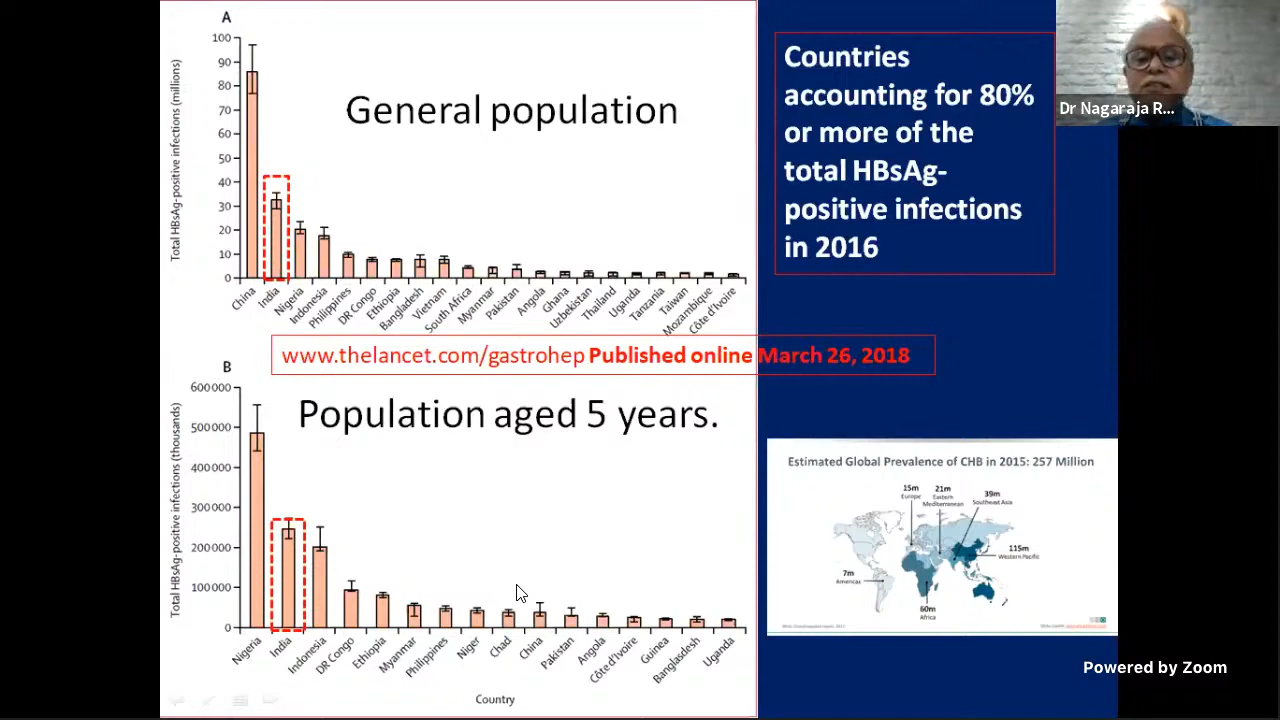 A
General population
Total HBsAg-positive infections (millions)
100
90
80
70
60
50
40
30
20
10
0
China
India
Nigeria
Indonesia
Philippines
DR Congo
Ethiopia
Bangladesh
Vietnam
South Africa
Myanmar
Pakistan
Angola
Ghana
Uzbekistan
Thailand
Uganda
Tanzania
Taiwan
Mozambique
Côte d'Ivoire
www.thelancet.com/gastrohep Published online March 26, 2018
B
Population aged 5 years.
Total HBsAg-positive infections (thousands)
600 000
500 000
400 000
300 000
200 000
100 000
0
Nigeria
India
Indonesia
DR Congo
Ethiopia
Myanmar
Philippines
Niger
Chad
China
Pakistan
Angola
Côte d'Ivoire
Guinea
Bangladesh
Uganda
Country
Countries
accounting for 80%
or more of the
total HBsAg-
positive infections
in 2016
Dr Nagaraja R...
Estimated Global Prevalence of CHB in 2015: 257 Million
15m
Europe
21m
Eastern
Mediterranean
39m
Southeast Asia
115m
Western Pacific
7m
Americas
60m
Africa
Powered by Zoom